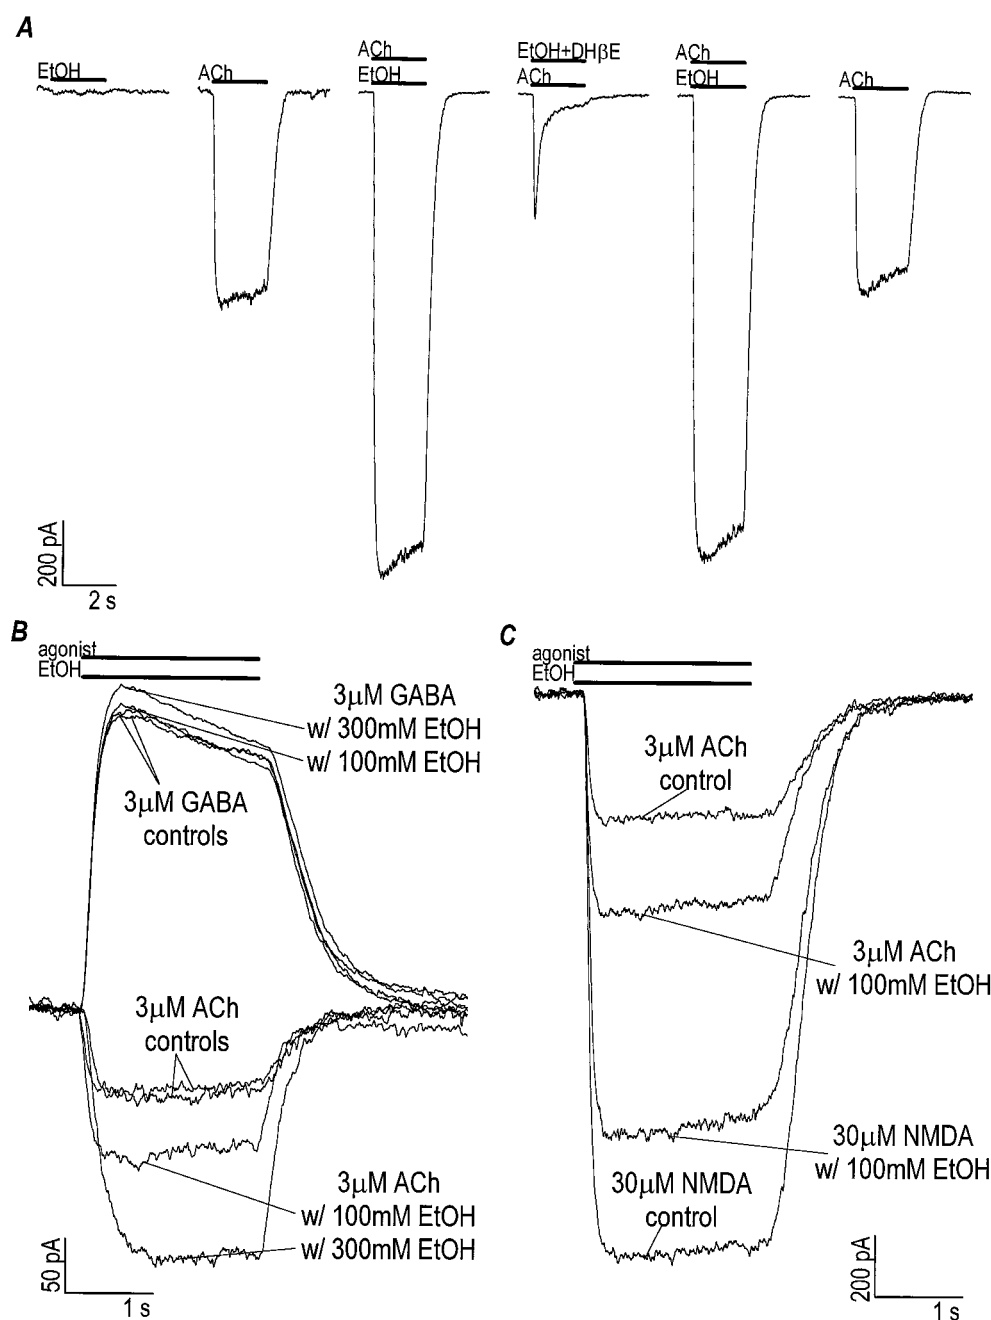 A
EtOH
ACh
ACh
EtOH
EtOH+DHβE
ACh
ACh
EtOH
ACh
200 pA
2 s
B
agonist
EtOH
3µM GABA
w/ 300mM EtOH
w/ 100mM EtOH
3µM GABA
controls
3µM ACh
controls
3µM ACh
w/ 100mM EtOH
w/ 300mM EtOH
50 pA
1 s
C
agonist
EtOH
3µM ACh
control
3µM ACh
w/ 100mM EtOH
30µM NMDA
w/ 100mM EtOH
30µM NMDA
control
200 pA
1 s